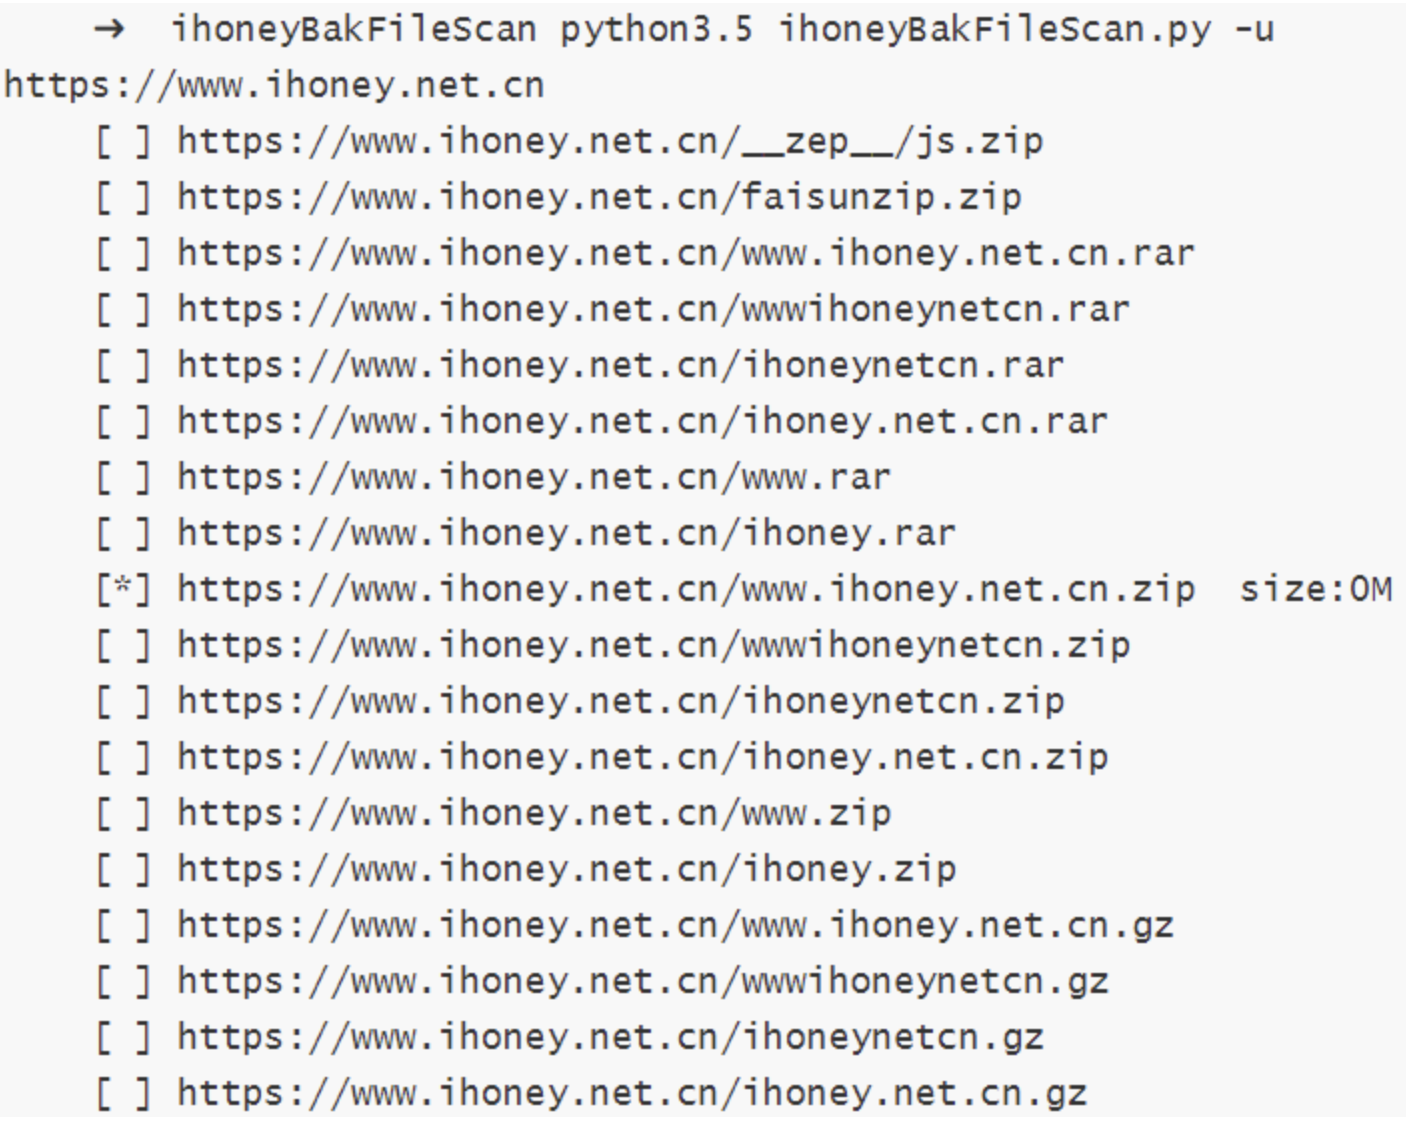 → ihoneyBakFileScan python3.5 ihoneyBakFileScan.py -u
https://www.ihoney.net.cn
[ ] https://www.ihoney.net.cn/__zep__/js.zip
[ ] https://www.ihoney.net.cn/faisunzip.zip
[ ] https://www.ihoney.net.cn/www.ihoney.net.cn.rar
[ ] https://www.ihoney.net.cn/wwwihoneynetcn.rar
[ ] https://www.ihoney.net.cn/ihoneynetcn.rar
[ ] https://www.ihoney.net.cn/ihoney.net.cn.rar
[ ] https://www.ihoney.net.cn/www.rar
[ ] https://www.ihoney.net.cn/ihoney.rar
[*] https://www.ihoney.net.cn/www.ihoney.net.cn.zip  size:0M
[ ] https://www.ihoney.net.cn/wwwihoneynetcn.zip
[ ] https://www.ihoney.net.cn/ihoneynetcn.zip
[ ] https://www.ihoney.net.cn/ihoney.net.cn.zip
[ ] https://www.ihoney.net.cn/www.zip
[ ] https://www.ihoney.net.cn/ihoney.zip
[ ] https://www.ihoney.net.cn/www.ihoney.net.cn.gz
[ ] https://www.ihoney.net.cn/wwwihoneynetcn.gz
[ ] https://www.ihoney.net.cn/ihoneynetcn.gz
[ ] https://www.ihoney.net.cn/ihoney.net.cn.gz